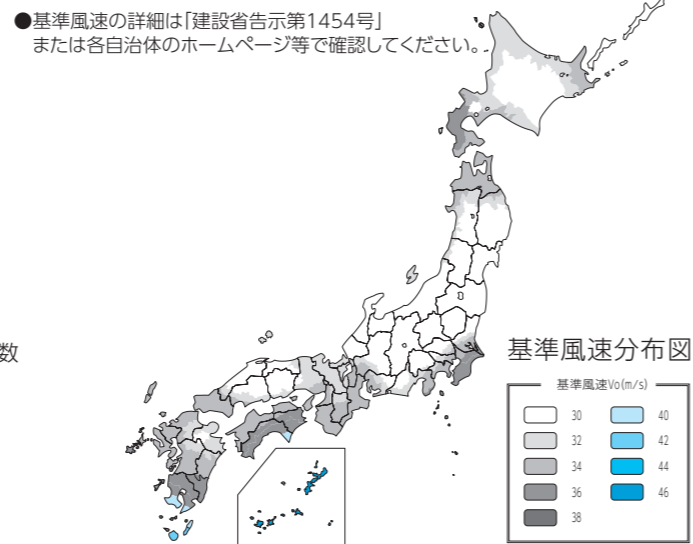 ●基準風速の詳細は「建設省告示第1454号」
または各自治体のホームページ等で確認してください。
数
基準風速分布図
基準風速Vo(m/s)
30 40
32 42
34 44
36 46
38